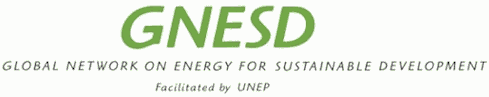 GNESD
GLOBAL NETWORK ON ENERGY FOR SUSTAINABLE DEVELOPMENT
Facilitated by UNEP